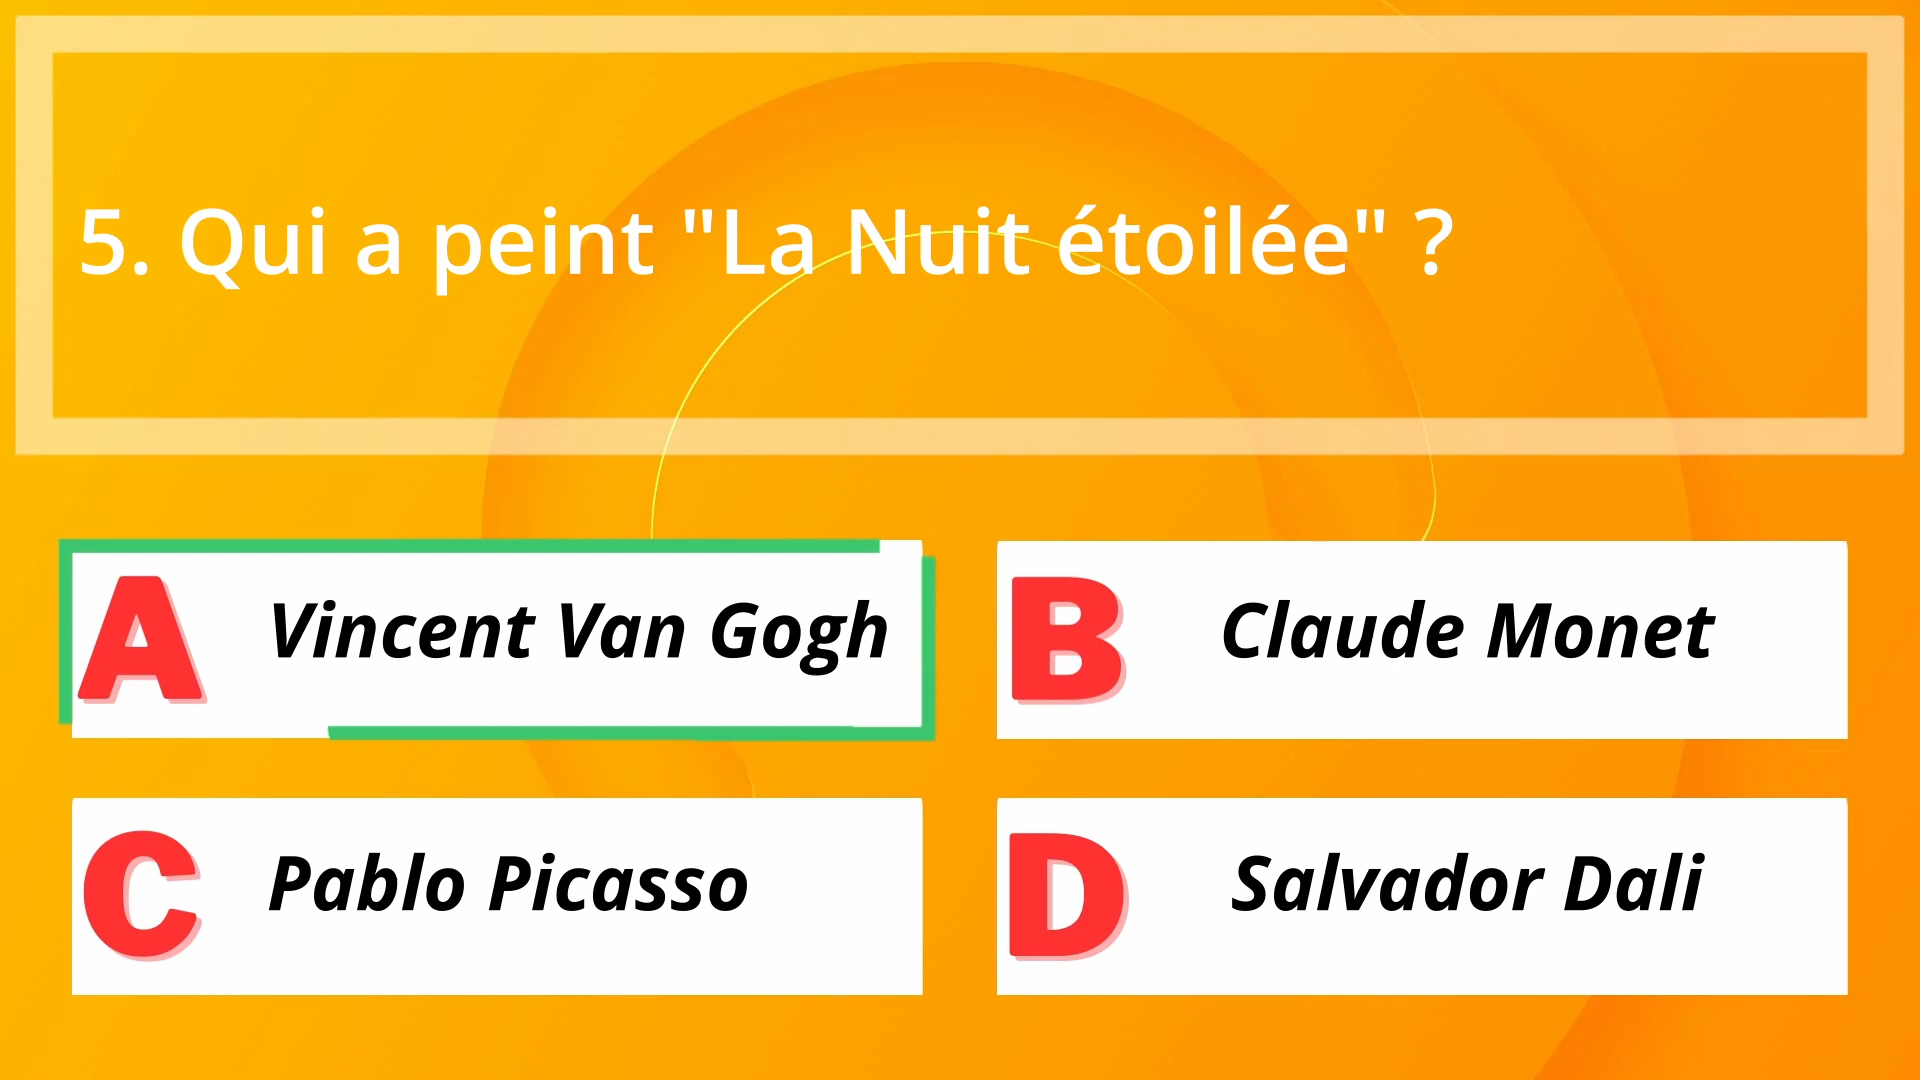 5. Qui a peint "La Nuit étoilée" ?
A Vincent Van Gogh
B Claude Monet
C Pablo Picasso
D Salvador Dali